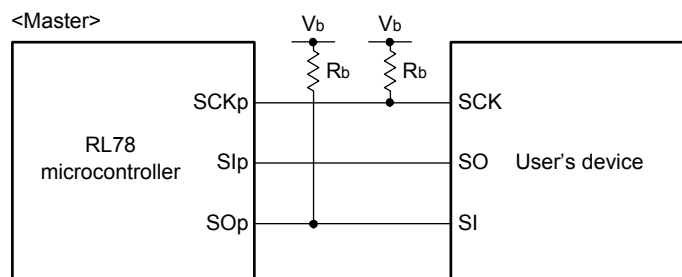 <Master>
Vb Vb
Rb Rb
SCKp SCK
RL78
microcontroller
SIp SO
User's device
SOp SI